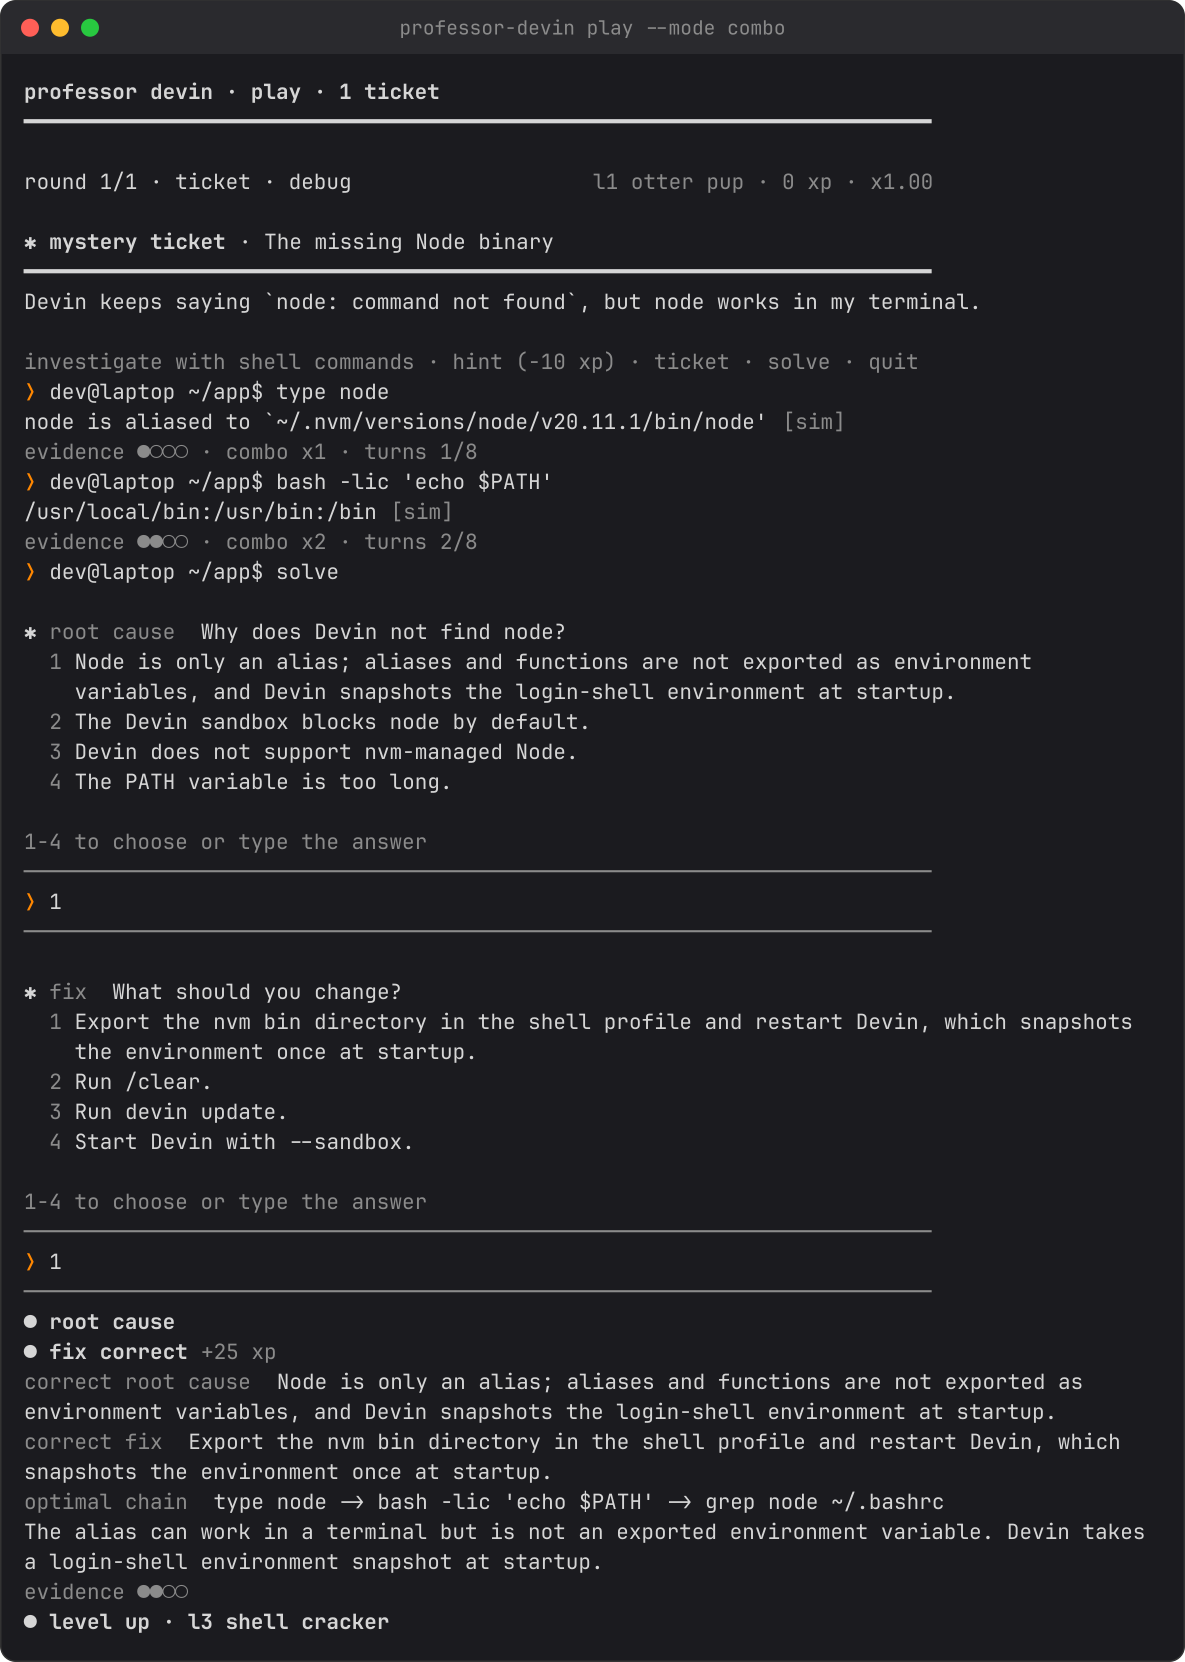 professor-devin play --mode combo
professor devin · play · 1 ticket
round 1/1 · ticket · debug l1 otter pup · 0 xp · x1.00
✱ mystery ticket · The missing Node binary
Devin keeps saying `node: command not found`, but node works in my terminal.
investigate with shell commands · hint (-10 xp) · ticket · solve · quit
❯ dev@laptop ~/app$ type node
node is aliased to `~/.nvm/versions/node/v20.11.1/bin/node' [sim]
evidence ●○○○ · combo x1 · turns 1/8
❯ dev@laptop ~/app$ bash -lic 'echo $PATH'
/usr/local/bin:/usr/bin:/bin [sim]
evidence ●●○○ · combo x2 · turns 2/8
❯ dev@laptop ~/app$ solve
✱ root cause  Why does Devin not find node?
1 Node is only an alias; aliases and functions are not exported as environment
variables, and Devin snapshots the login-shell environment at startup.
2 The Devin sandbox blocks node by default.
3 Devin does not support nvm-managed Node.
4 The PATH variable is too long.
1-4 to choose or type the answer
❯ 1
✱ fix  What should you change?
1 Export the nvm bin directory in the shell profile and restart Devin, which snapshots
the environment once at startup.
2 Run /clear.
3 Run devin update.
4 Start Devin with --sandbox.
1-4 to choose or type the answer
❯ 1
● root cause
● fix correct +25 xp
correct root cause  Node is only an alias; aliases and functions are not exported as
environment variables, and Devin snapshots the login-shell environment at startup.
correct fix  Export the nvm bin directory in the shell profile and restart Devin, which
snapshots the environment once at startup.
optimal chain  type node → bash -lic 'echo $PATH' → grep node ~/.bashrc
The alias can work in a terminal but is not an exported environment variable. Devin takes
a login-shell environment snapshot at startup.
evidence ●●○○
● level up · l3 shell cracker